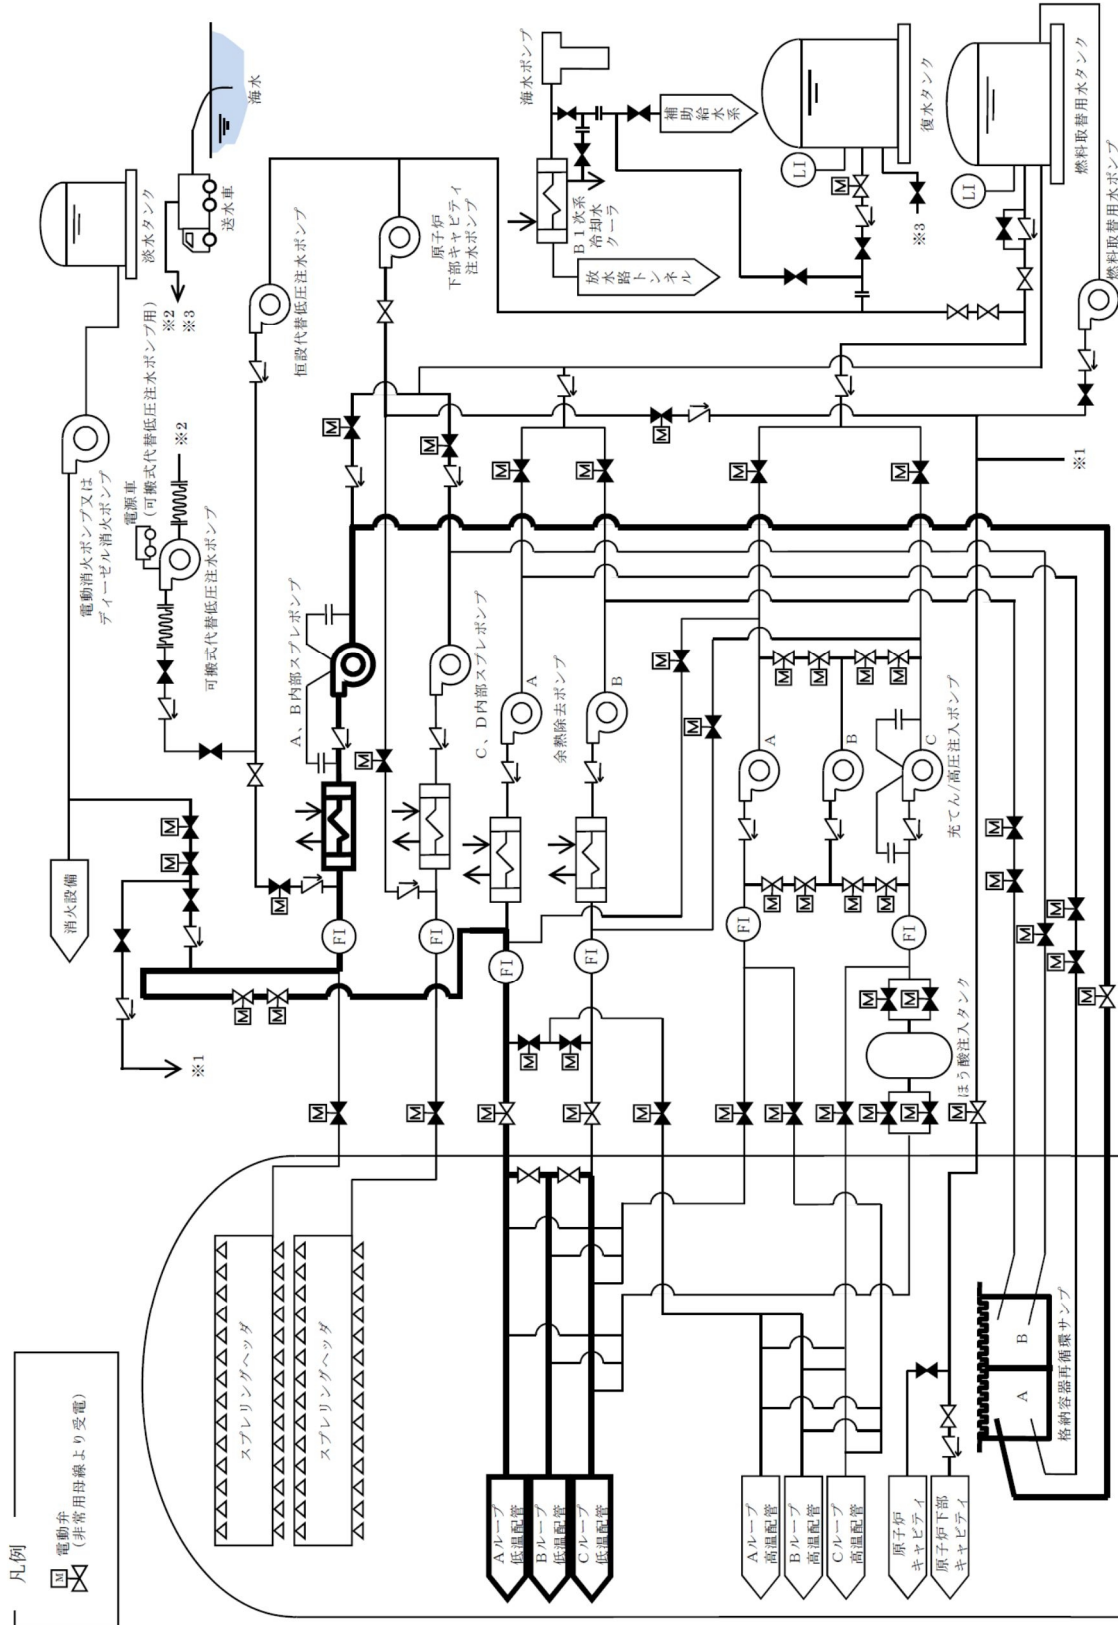 凡例
M
電動弁
(非常用母線より受電)
淡水タンク
送水車
海水
※2
※3
電動消火ポンプ又は
ディーゼル消火ポンプ
電源車
(可搬式代替低圧注水ポンプ用)
※2
可搬式代替低圧注水ポンプ
消火設備
※1
恒設代替低圧注水ポンプ
原子炉
下部キャビティ
注水ポンプ
A、B内部スプレポンプ
C、D内部スプレポンプ
FI
FI
スプレリングヘッダ
スプレリングヘッダ
海水ポンプ
B1次系
冷却水
クーラ
放水
路トンネル
補助
給水系
LI
復水タンク
※3
LI
燃料取替用水タンク
燃料取替用水ポンプ
余熱除去ポンプ
A
B
FI
FI
充てん/高圧注入ポンプ
A
B
C
FI
FI
ほう酸注入タンク
※1
Aループ
低温配管
Bループ
低温配管
Cループ
低温配管
Aループ
高温配管
Bループ
高温配管
Cループ
高温配管
原子炉
キャビティ
原子炉下部
キャビティ
A
B
格納容器再循環サンプ